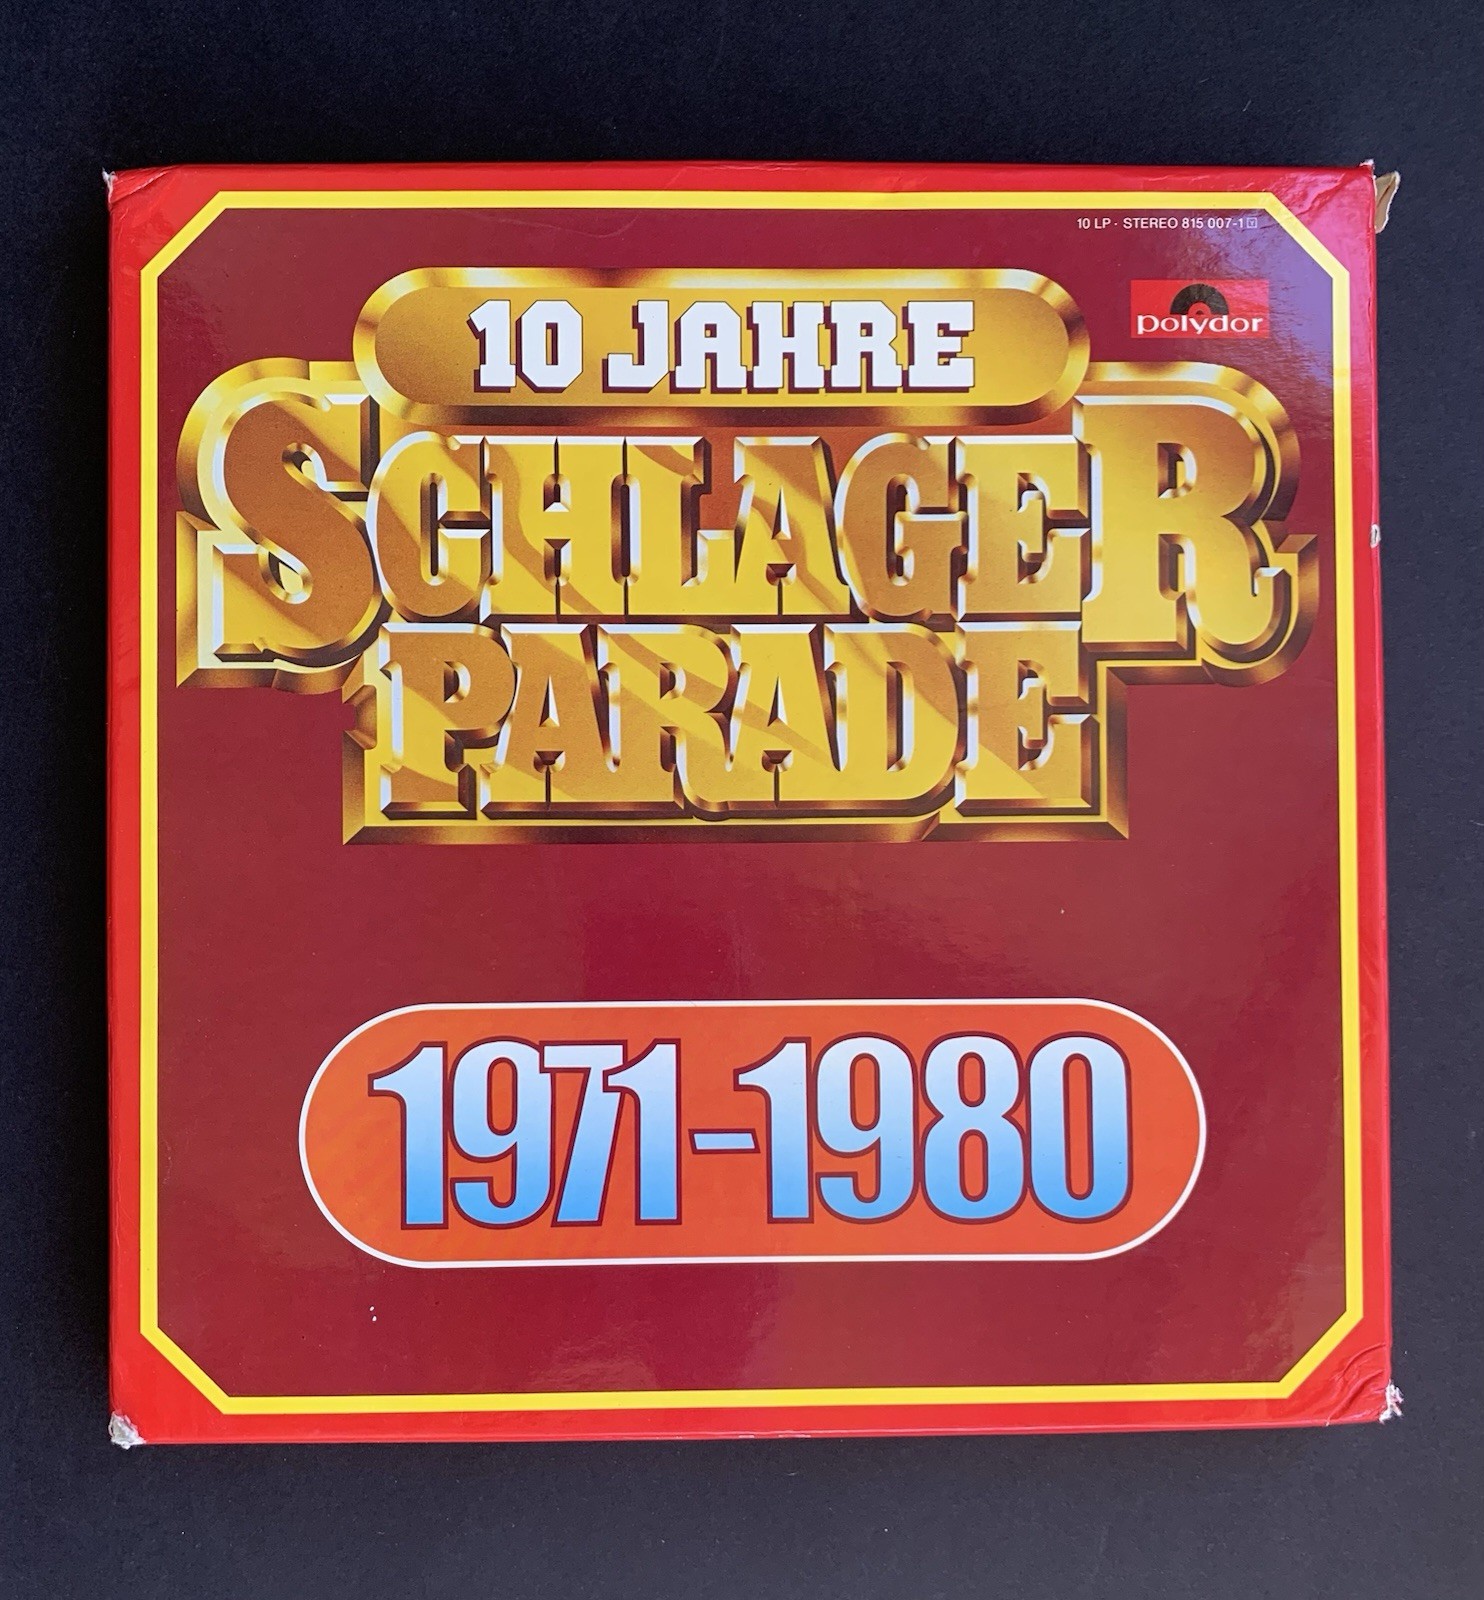 10 LP · STEREO 815 007-1 Y
polydor
10 JAHRE
SCHLAGER
PARADE
1971–1980